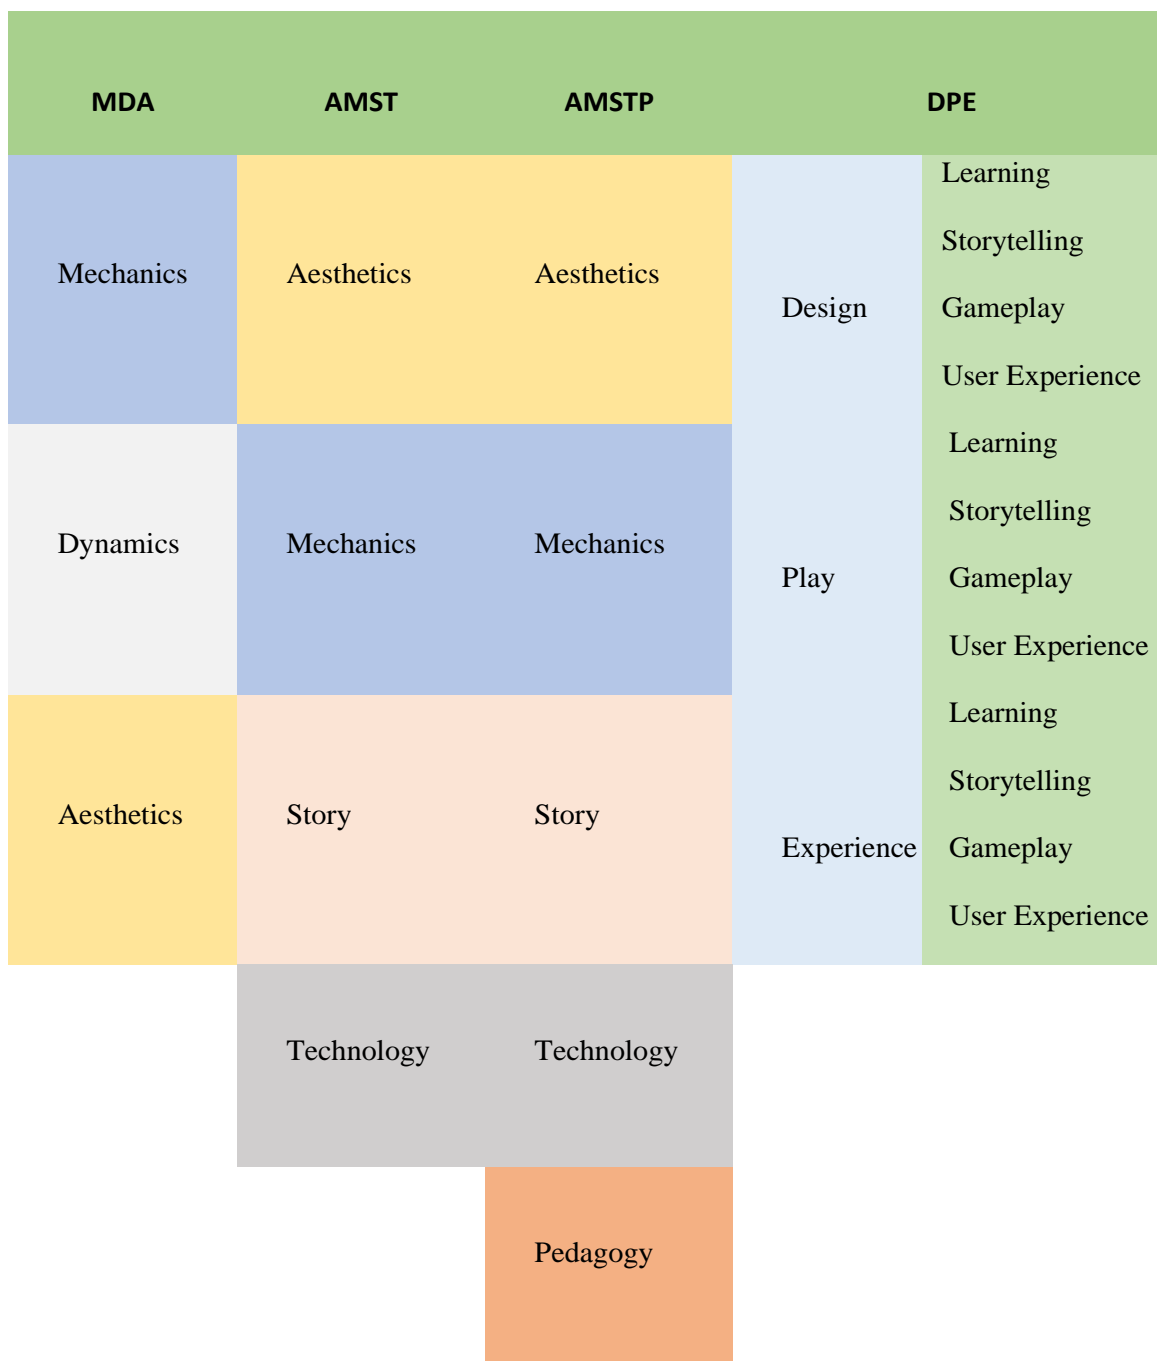 MDA AMST AMSTP DPE
Learning
Storytelling
Mechanics Aesthetics Aesthetics
Design Gameplay
User Experience
Learning
Storytelling
Dynamics Mechanics Mechanics
Play Gameplay
User Experience
Learning
Storytelling
Aesthetics Story Story
Experience Gameplay
User Experience
Technology Technology
Pedagogy